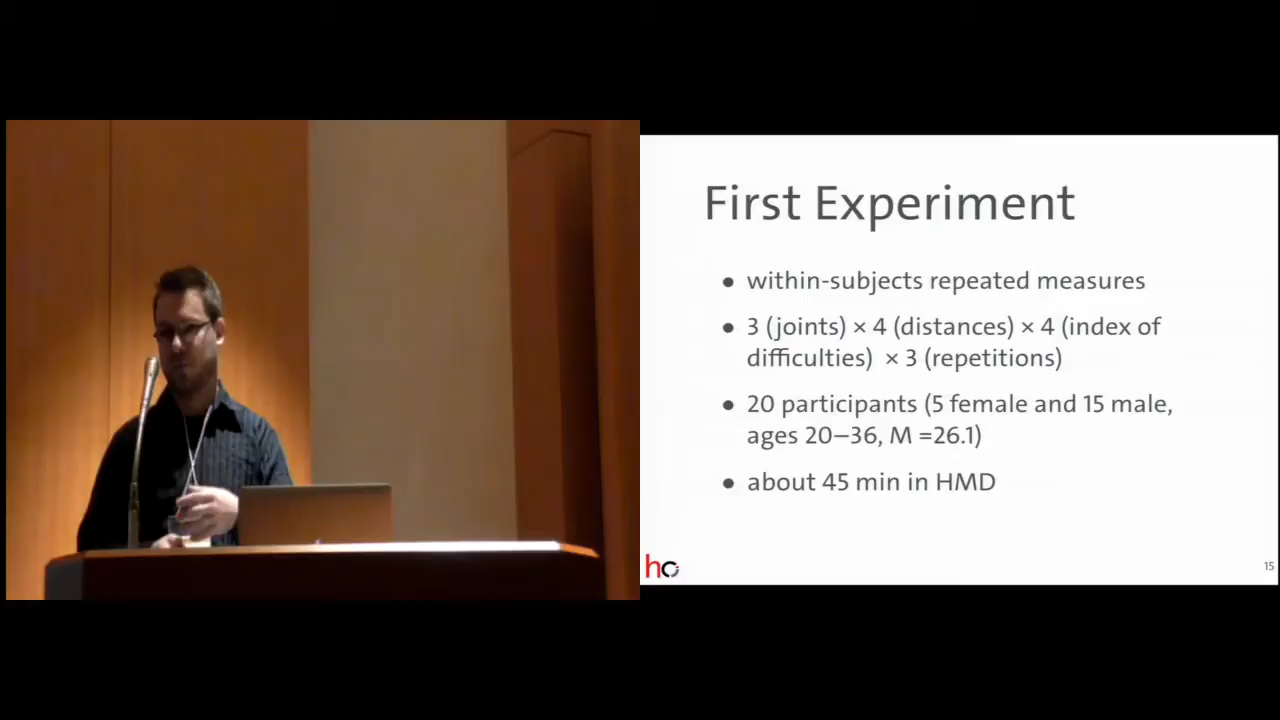 First Experiment
● within-subjects repeated measures
● 3 (joints) × 4 (distances) × 4 (index of
difficulties) × 3 (repetitions)
● 20 participants (5 female and 15 male,
ages 20–36, M =26.1)
● about 45 min in HMD
hc
15